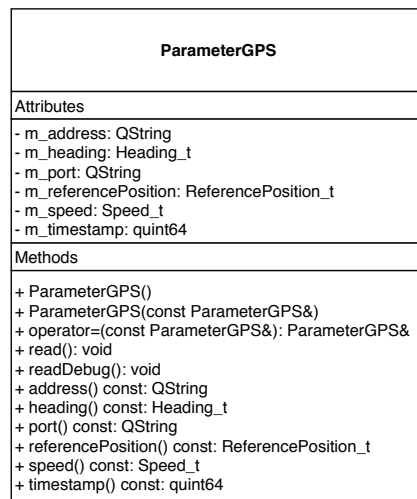 ParameterGPS
Attributes
- m_address: QString
- m_heading: Heading_t
- m_port: QString
- m_referencePosition: ReferencePosition_t
- m_speed: Speed_t
- m_timestamp: quint64
Methods
+ ParameterGPS()
+ ParameterGPS(const ParameterGPS&)
+ operator=(const ParameterGPS&): ParameterGPS&
+ read(): void
+ readDebug(): void
+ address() const: QString
+ heading() const: Heading_t
+ port() const: QString
+ referencePosition() const: ReferencePosition_t
+ speed() const: Speed_t
+ timestamp() const: quint64